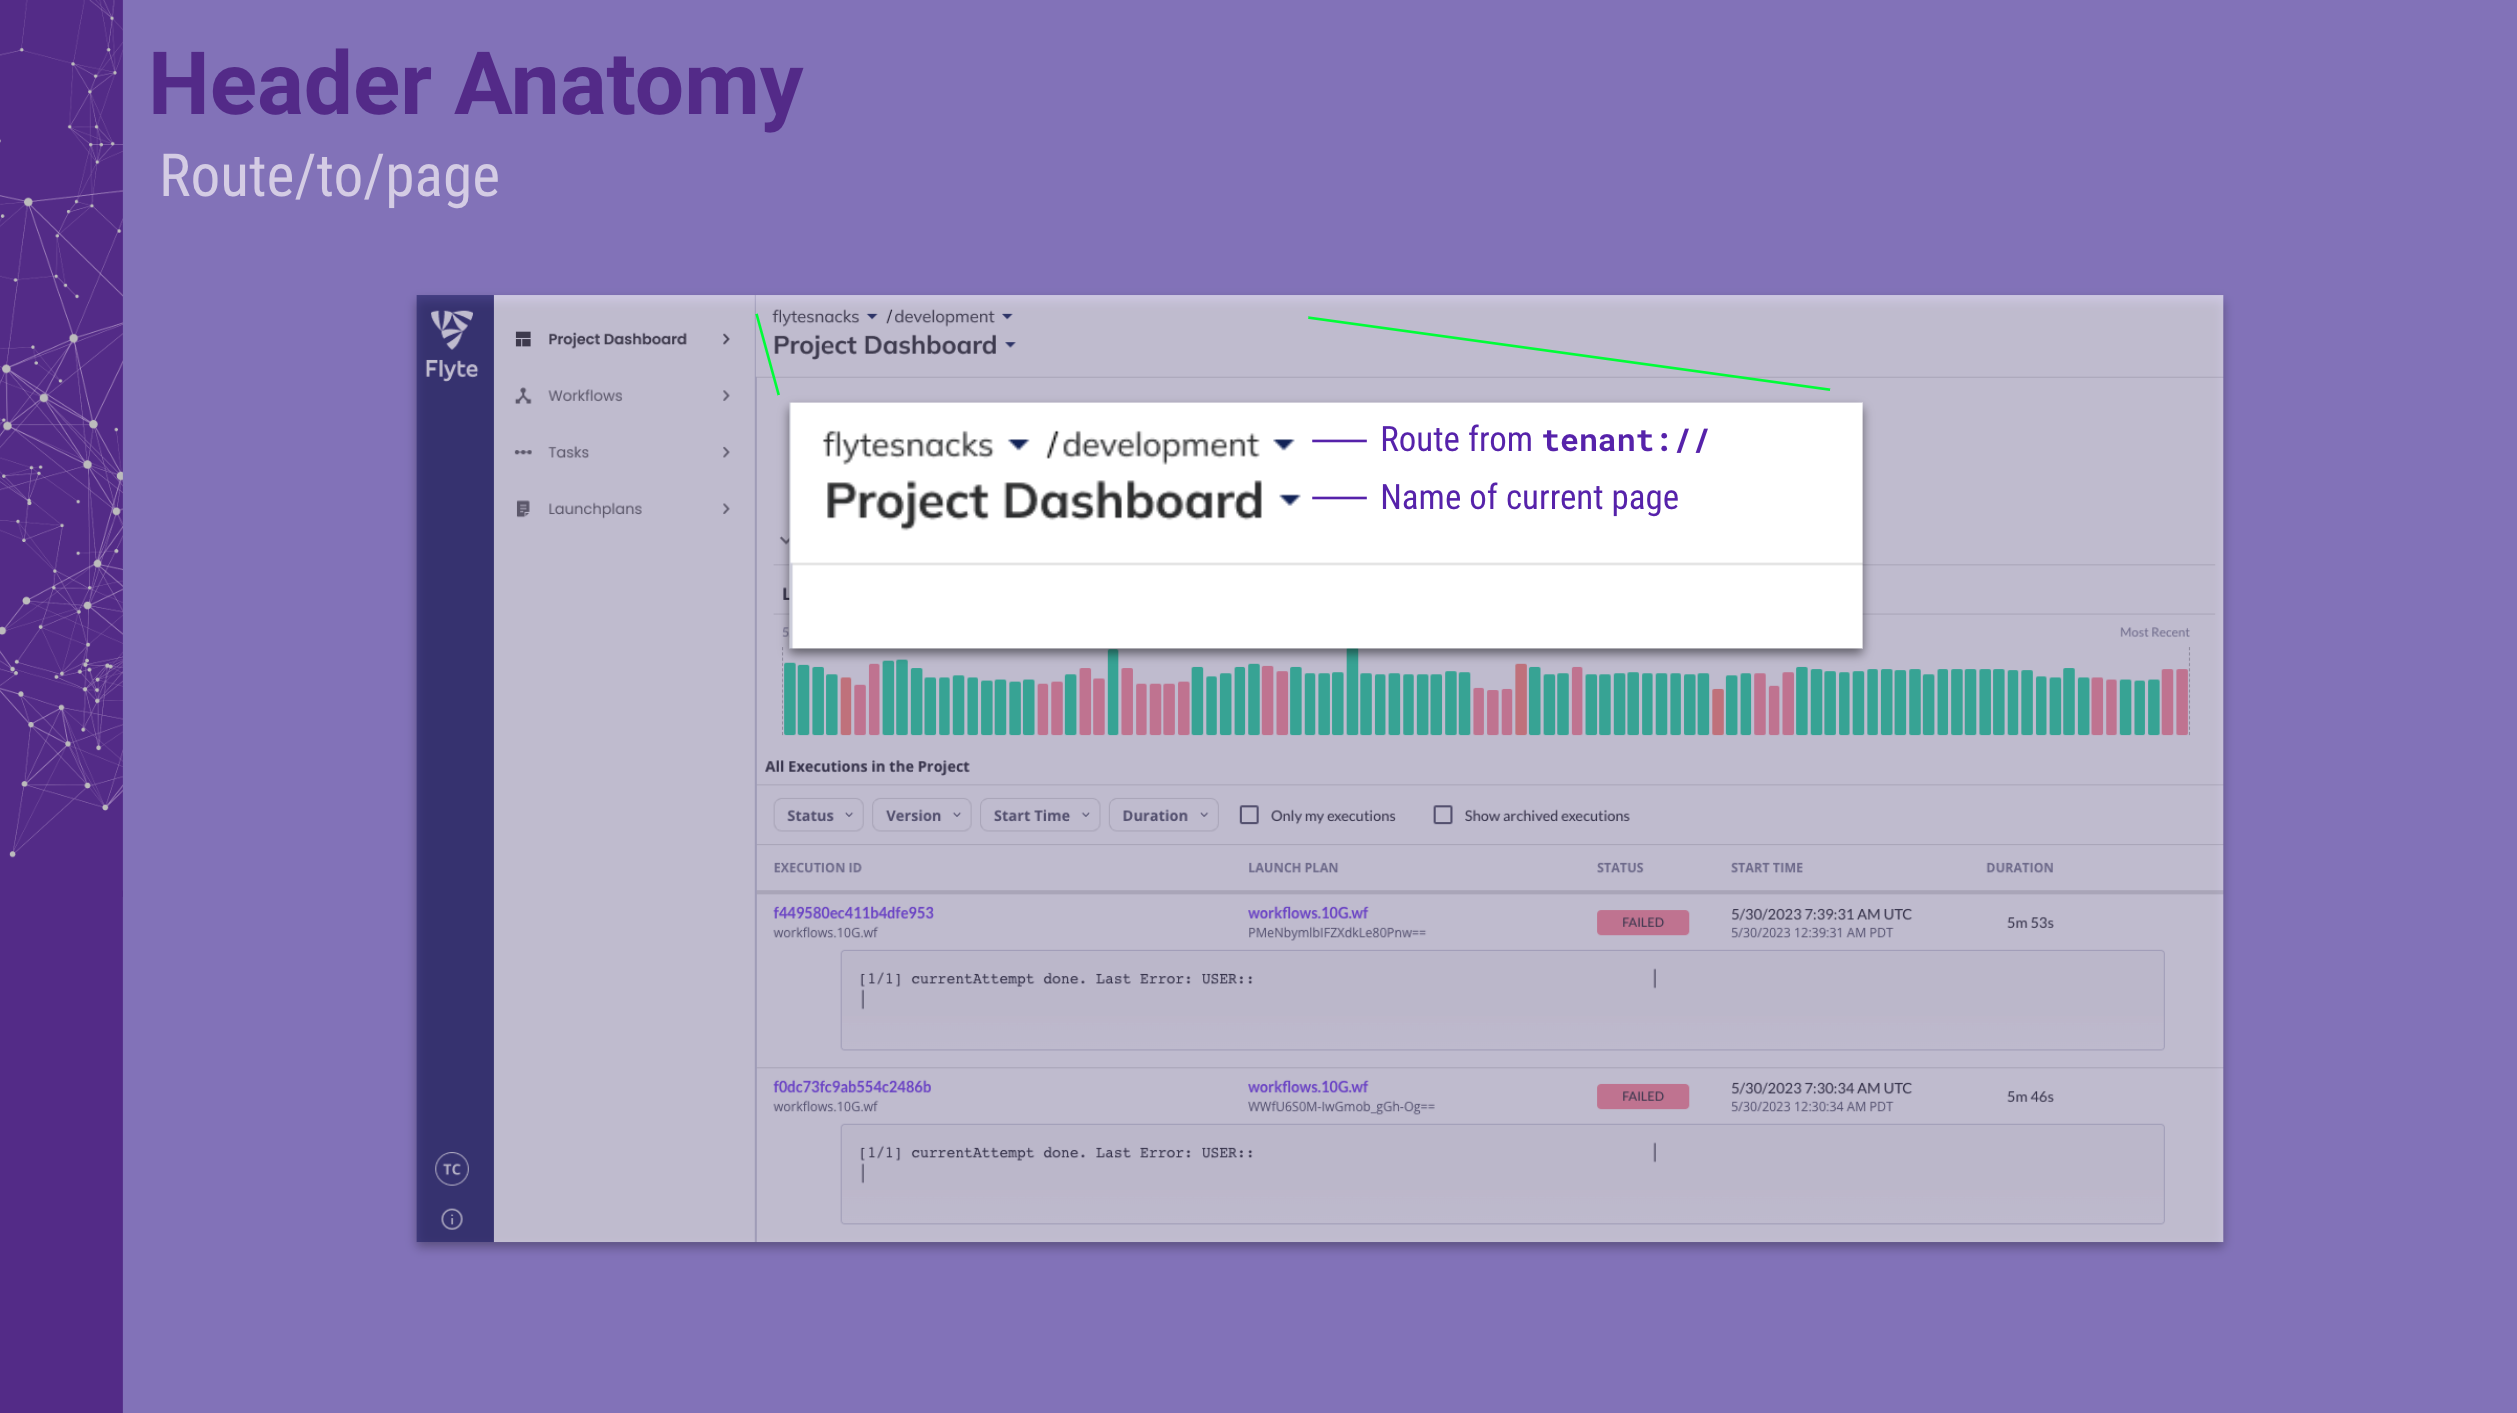 Header Anatomy
Route/to/page
Flyte
Project Dashboard
Workflows
Tasks
Launchplans
TC
flytesnacks /development
Project Dashboard
flytesnacks /development
Route from tenant://
Project Dashboard
Name of current page
L
5
Most Recent
All Executions in the Project
Status Version Start Time Duration Only my executions Show archived executions
EXECUTION ID LAUNCH PLAN STATUS START TIME DURATION
f449580ec411b4dfe953 workflows.10G.wf FAILED 5/30/2023 7:39:31 AM UTC 5m 53s
workflows.10G.wf 5/30/2023 12:39:31 AM PDT
[1/1] currentAttempt done. Last Error: USER:: |
|
f0dc73fc9ab554c2486b workflows.10G.wf FAILED 5/30/2023 7:30:34 AM UTC 5m 46s
workflows.10G.wf WWfU6S0M-IwGmob_gGh-Og== 5/30/2023 12:30:34 AM PDT
[1/1] currentAttempt done. Last Error: USER:: |
|